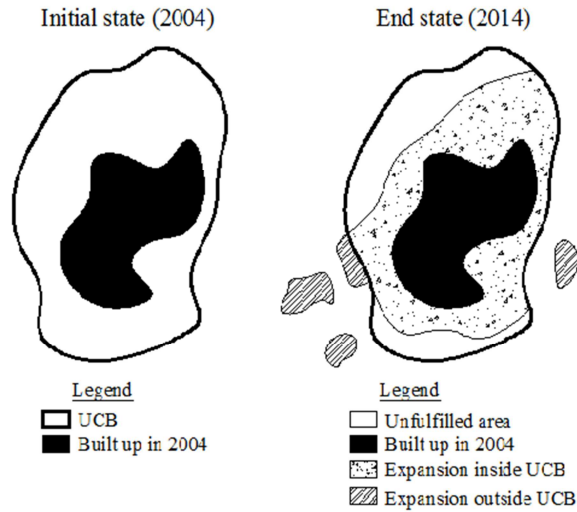 Initial state (2004)
End state (2014)
Legend
UCB
Built up in 2004
Legend
Unfulfilled area
Built up in 2004
Expansion inside UCB
Expansion outside UCB